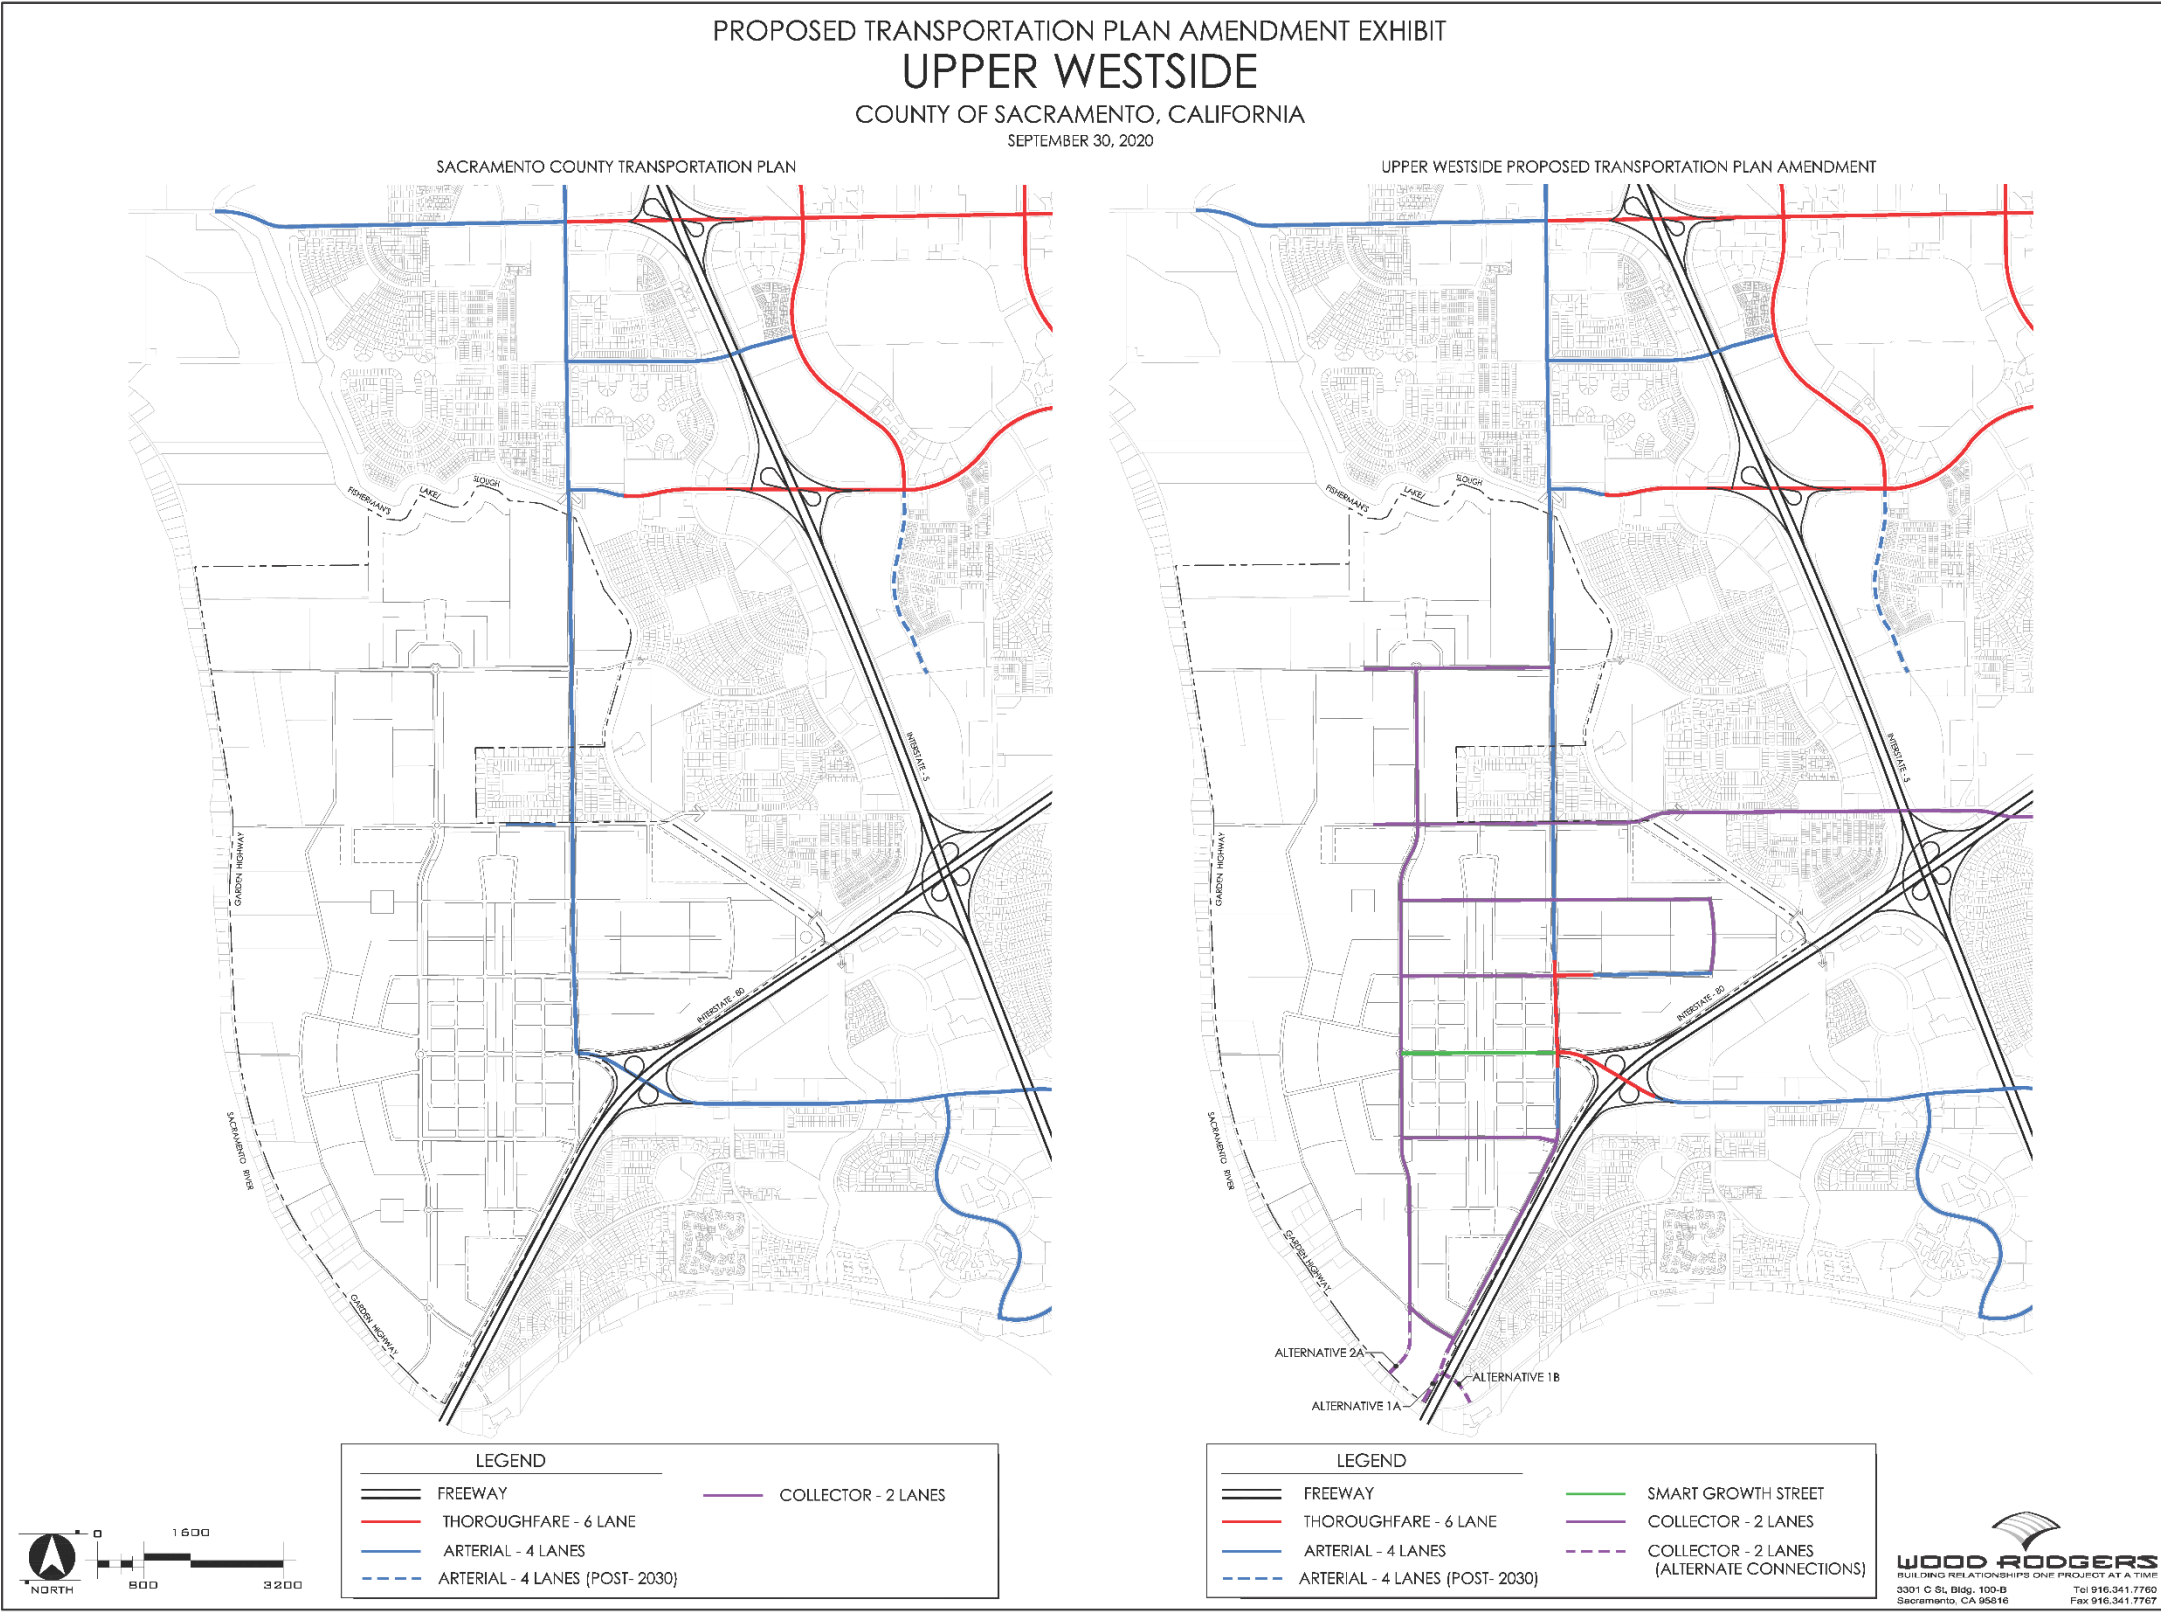 PROPOSED TRANSPORTATION PLAN AMENDMENT EXHIBIT
UPPER WESTSIDE
COUNTY OF SACRAMENTO, CALIFORNIA
SEPTEMBER 30, 2020
SACRAMENTO COUNTY TRANSPORTATION PLAN
FISHERMAN'S
LAKE/
SLOUGH
INTERSTATE - 5
GARDEN HIGHWAY
INTERSTATE - 80
SACRAMENTO RIVER
GARDEN HIGHWAY
LEGEND
FREEWAY
THOROUGHFARE - 6 LANE
ARTERIAL - 4 LANES
ARTERIAL - 4 LANES (POST- 2030)
COLLECTOR - 2 LANES
UPPER WESTSIDE PROPOSED TRANSPORTATION PLAN AMENDMENT
FISHERMAN'S
LAKE/
SLOUGH
INTERSTATE - 5
GARDEN HIGHWAY
INTERSTATE - 80
SACRAMENTO RIVER
GARDEN HIGHWAY
ALTERNATIVE 2A
ALTERNATIVE 1B
ALTERNATIVE 1A
LEGEND
FREEWAY
THOROUGHFARE - 6 LANE
ARTERIAL - 4 LANES
ARTERIAL - 4 LANES (POST- 2030)
SMART GROWTH STREET
COLLECTOR - 2 LANES
COLLECTOR - 2 LANES
(ALTERNATE CONNECTIONS)
NORTH
0 1600
800 3200
WOOD RODGERS
BUILDING RELATIONSHIPS ONE PROJECT AT A TIME
3301 C St, Bldg. 100-B Tel 916.341.7760
Sacramento, CA 95816 Fax 916.341.7767